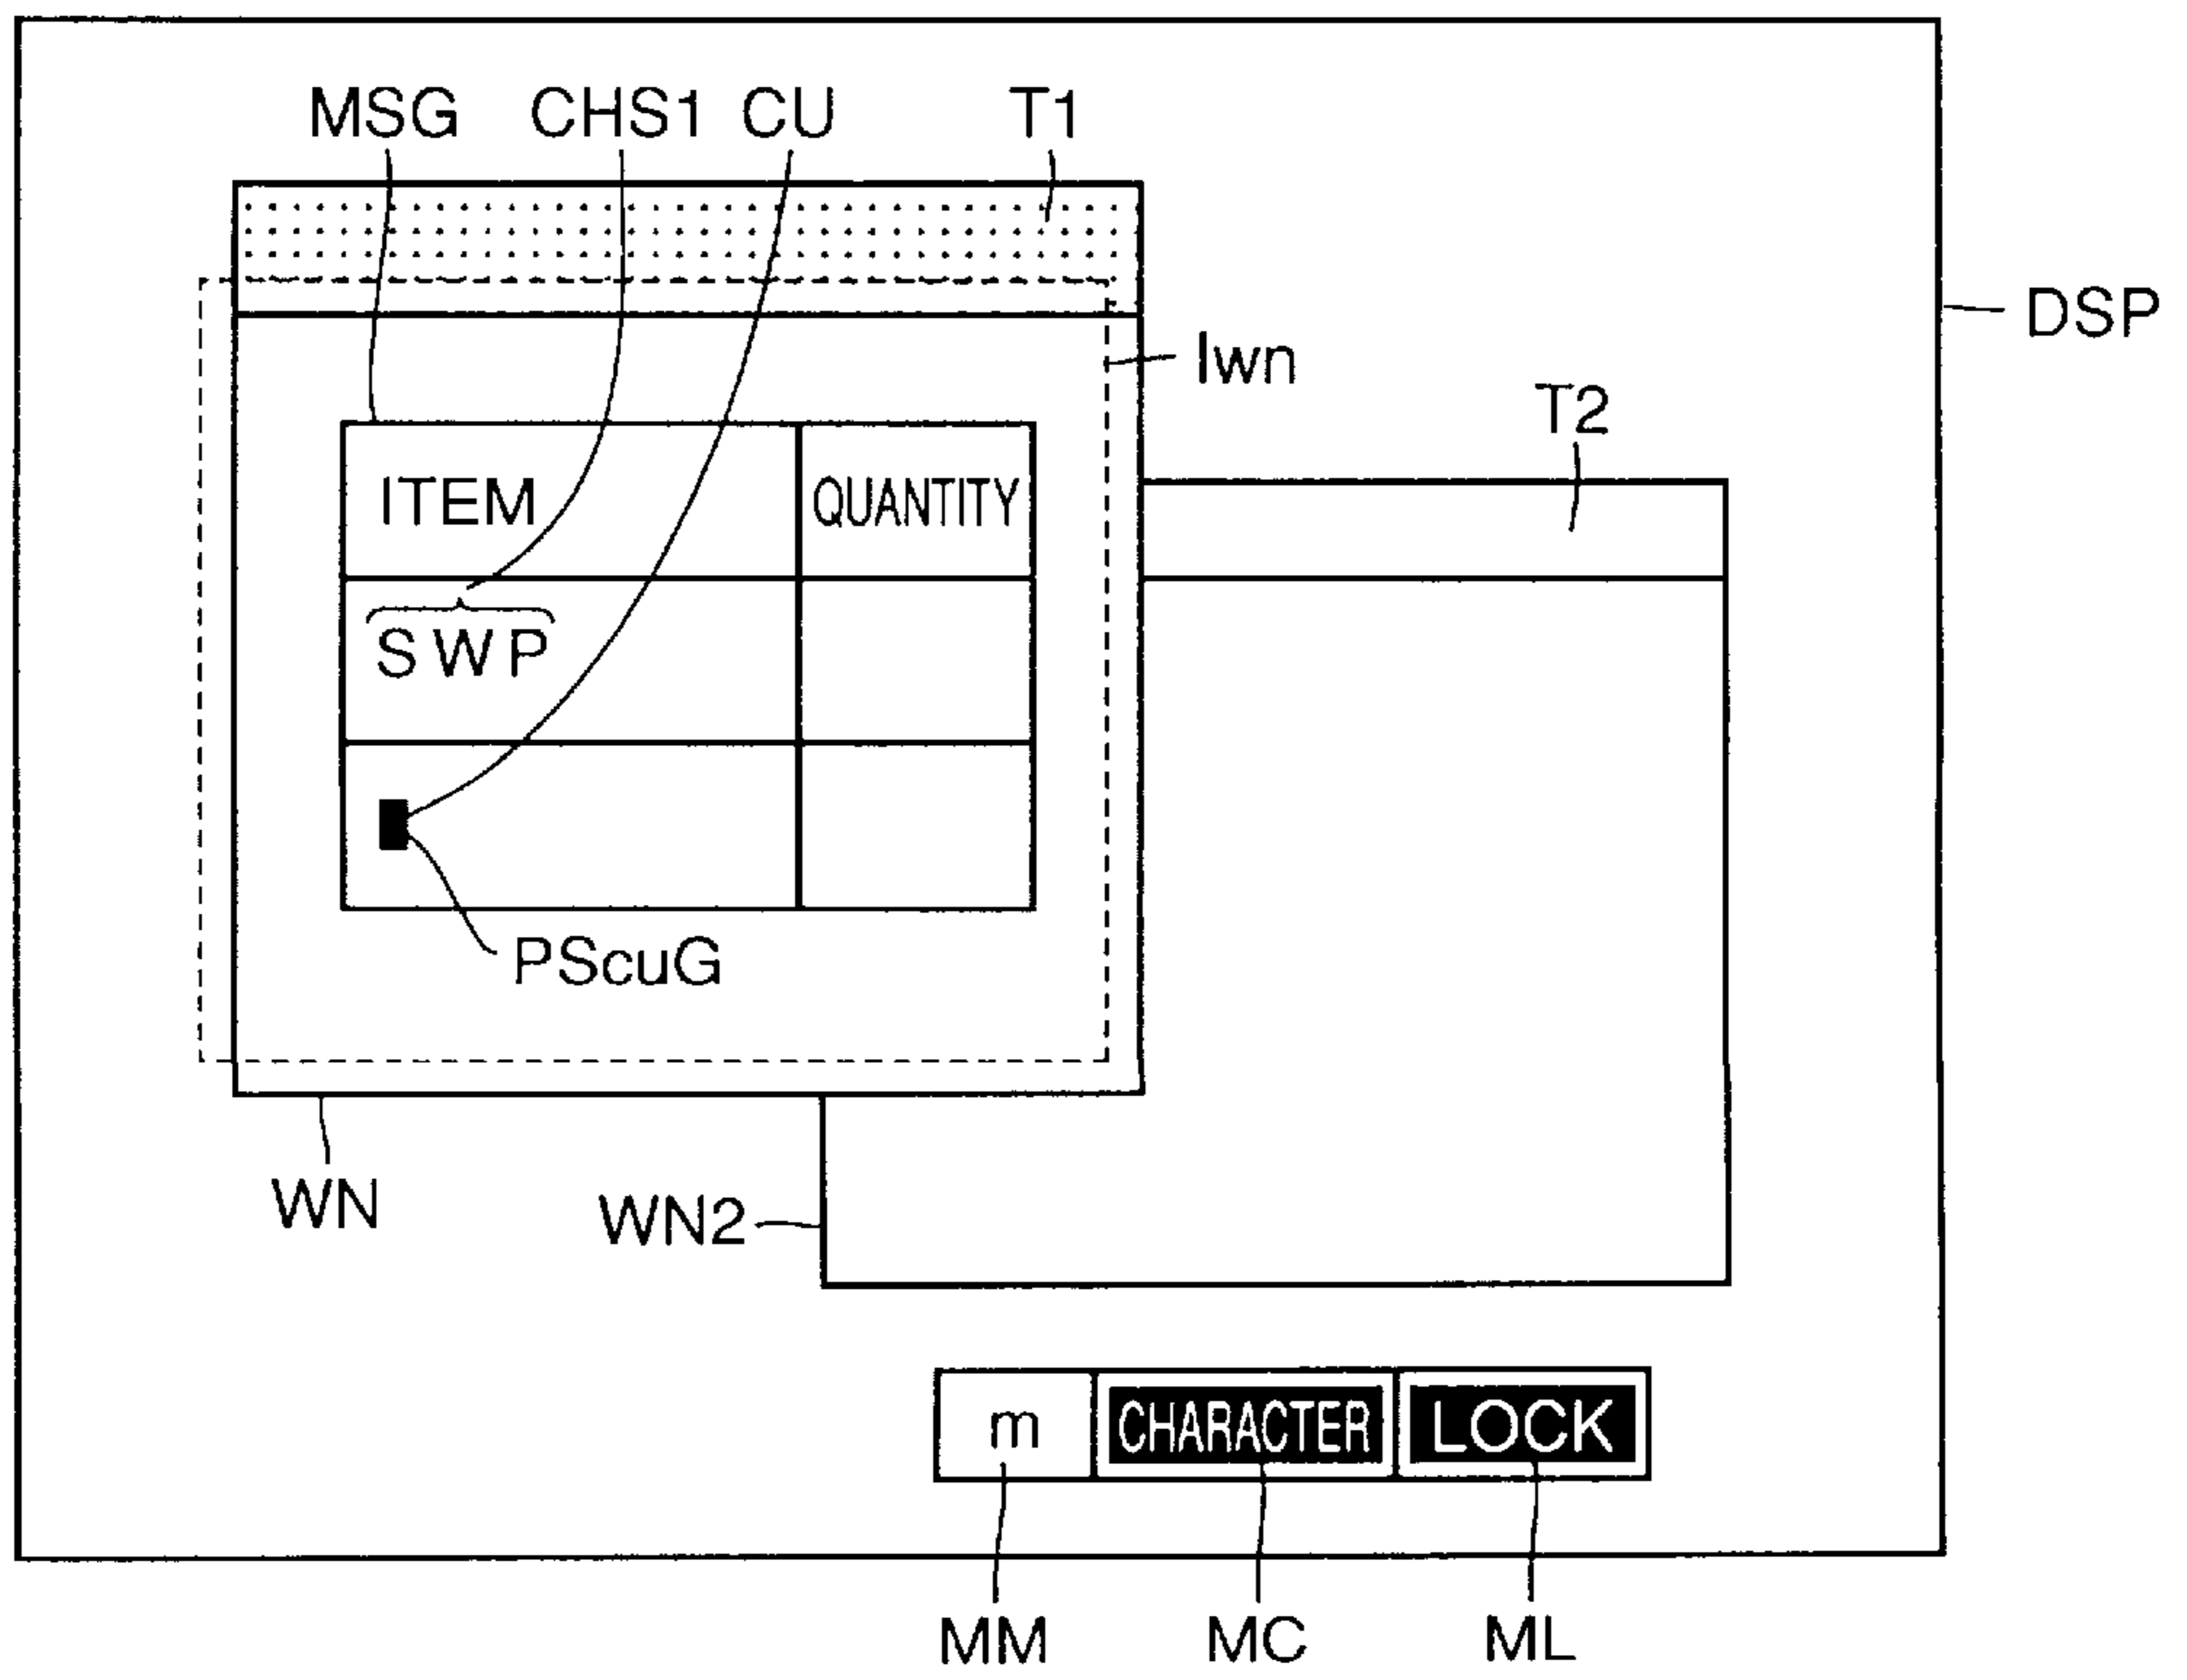 MSG CHS1 CU T1
DSP
Iwn
T2
ITEM QUANTITY
SWP
PScuG
WN
WN2
m CHARACTER LOCK
MM MC ML